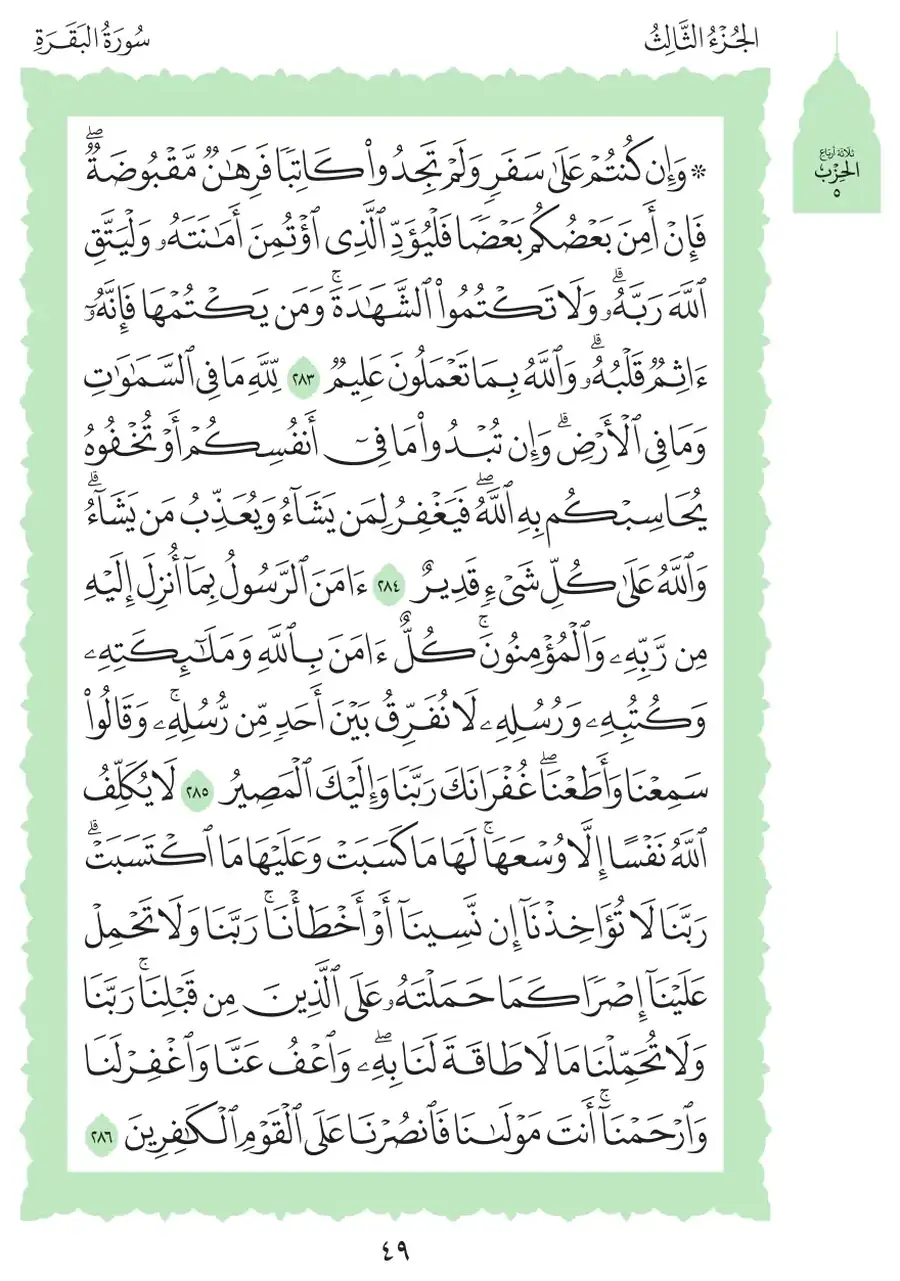 الجُزْءُ الثَّالِثُ
سُورَةُ البَقَرَةِ
ثلاثة أرباع
الحِزْب
٥
* وَإِن كُنتُمْ عَلَىٰ سَفَرٍ وَلَمْ تَجِدُواْ كَاتِبًا فَرِهَٰنٌ مَّقْبُوضَةٌۖ
فَإِنْ أَمِنَ بَعْضُكُم بَعْضًا فَلْيُؤَدِّ ٱلَّذِى ٱؤْتُمِنَ أَمَٰنَتَهُۥ وَلْيَتَّقِ
ٱللَّهَ رَبَّهُۥۗ وَلَا تَكْتُمُواْ ٱلشَّهَٰدَةَۚ وَمَن يَكْتُمْهَا فَإِنَّهُۥٓ
ءَاثِمٌ قَلْبُهُۥۗ وَٱللَّهُ بِمَا تَعْمَلُونَ عَلِيمٌ ٢٨٣ لِّلَّهِ مَا فِى ٱلسَّمَٰوَٰتِ
وَمَا فِى ٱلْأَرْضِۗ وَإِن تُبْدُواْ مَا فِىٓ أَنفُسِكُمْ أَوْ تُخْفُوهُ
يُحَاسِبْكُم بِهِ ٱللَّهُۖ فَيَغْفِرُ لِمَن يَشَآءُ وَيُعَذِّبُ مَن يَشَآءُۗ
وَٱللَّهُ عَلَىٰ كُلِّ شَىْءٍ قَدِيرٌ ٢٨٤ ءَامَنَ ٱلرَّسُولُ بِمَآ أُنزِلَ إِلَيْهِ
مِن رَّبِّهِۦ وَٱلْمُؤْمِنُونَۚ كُلٌّ ءَامَنَ بِٱللَّهِ وَمَلَٰٓئِكَتِهِۦ
وَكُتُبِهِۦ وَرُسُلِهِۦ لَا نُفَرِّقُ بَيْنَ أَحَدٍ مِّن رُّسُلِهِۦۚ وَقَالُواْ
سَمِعْنَا وَأَطَعْنَاۖ غُفْرَانَكَ رَبَّنَا وَإِلَيْكَ ٱلْمَصِيرُ ٢٨٥ لَا يُكَلِّفُ
ٱللَّهُ نَفْسًا إِلَّا وُسْعَهَاۚ لَهَا مَا كَسَبَتْ وَعَلَيْهَا مَا ٱكْتَسَبَتْۗ
رَبَّنَا لَا تُؤَاخِذْنَآ إِن نَّسِينَآ أَوْ أَخْطَأْنَاۚ رَبَّنَا وَلَا تَحْمِلْ
عَلَيْنَآ إِصْرًا كَمَا حَمَلْتَهُۥ عَلَى ٱلَّذِينَ مِن قَبْلِنَاۚ رَبَّنَا
وَلَا تُحَمِّلْنَا مَا لَا طَاقَةَ لَنَا بِهِۦۖ وَٱعْفُ عَنَّا وَٱغْفِرْ لَنَا
وَٱرْحَمْنَآۚ أَنتَ مَوْلَىٰنَا فَٱنصُرْنَا عَلَى ٱلْقَوْمِ ٱلْكَٰفِرِينَ ٢٨٦
٤٩